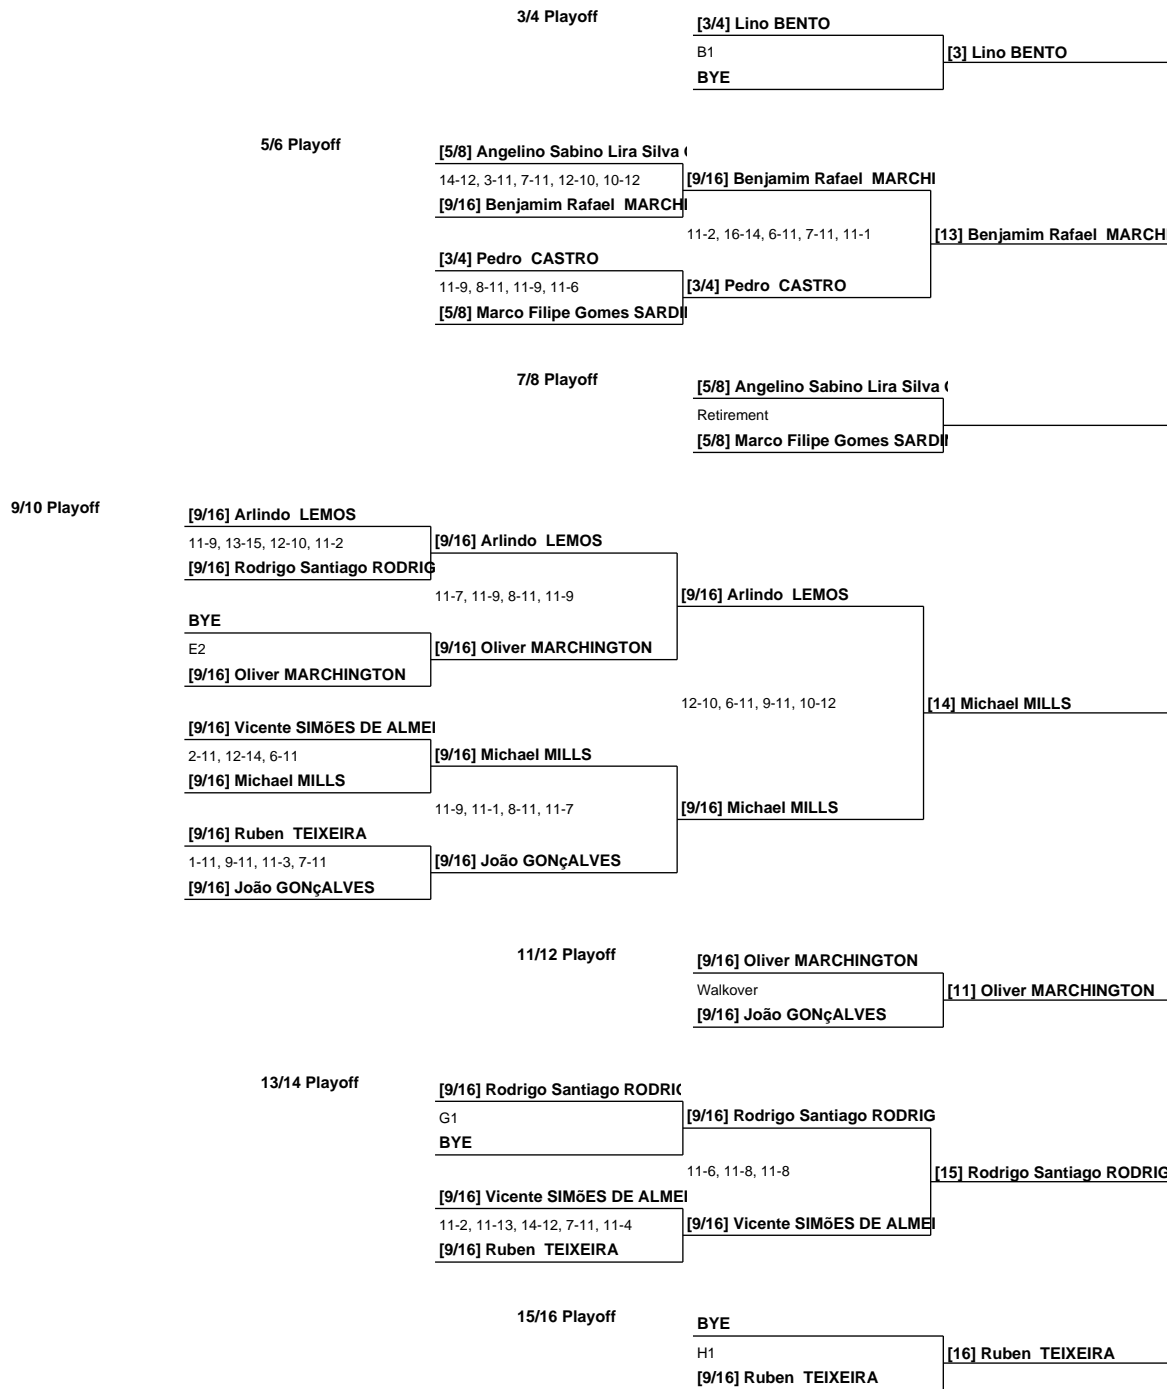 3/4 Playoff
[3/4] Lino BENTO
B1
[3] Lino BENTO
BYE
5/6 Playoff
[5/8] Angelino Sabino Lira Silva (
14-12, 3-11, 7-11, 12-10, 10-12
[9/16] Benjamim Rafael MARCHI
[9/16] Benjamim Rafael MARCHI
11-2, 16-14, 6-11, 7-11, 11-1
[13] Benjamim Rafael MARCHI
[3/4] Pedro CASTRO
11-9, 8-11, 11-9, 11-6
[3/4] Pedro CASTRO
[5/8] Marco Filipe Gomes SARDI
7/8 Playoff
[5/8] Angelino Sabino Lira Silva (
Retirement
[5/8] Marco Filipe Gomes SARDI
9/10 Playoff
[9/16] Arlindo LEMOS
11-9, 13-15, 12-10, 11-2
[9/16] Arlindo LEMOS
[9/16] Rodrigo Santiago RODRIG
11-7, 11-9, 8-11, 11-9
[9/16] Arlindo LEMOS
BYE
E2
[9/16] Oliver MARCHINGTON
[9/16] Oliver MARCHINGTON
12-10, 6-11, 9-11, 10-12
[14] Michael MILLS
[9/16] Vicente SIMõES DE ALMEI
2-11, 12-14, 6-11
[9/16] Michael MILLS
[9/16] Michael MILLS
11-9, 11-1, 8-11, 11-7
[9/16] Michael MILLS
[9/16] Ruben TEIXEIRA
1-11, 9-11, 11-3, 7-11
[9/16] João GONçALVES
[9/16] João GONçALVES
11/12 Playoff
[9/16] Oliver MARCHINGTON
Walkover
[11] Oliver MARCHINGTON
[9/16] João GONçALVES
13/14 Playoff
[9/16] Rodrigo Santiago RODRIG
G1
[9/16] Rodrigo Santiago RODRIG
BYE
11-6, 11-8, 11-8
[15] Rodrigo Santiago RODRIG
[9/16] Vicente SIMõES DE ALMEI
11-2, 11-13, 14-12, 7-11, 11-4
[9/16] Vicente SIMõES DE ALMEI
[9/16] Ruben TEIXEIRA
15/16 Playoff
BYE
H1
[16] Ruben TEIXEIRA
[9/16] Ruben TEIXEIRA